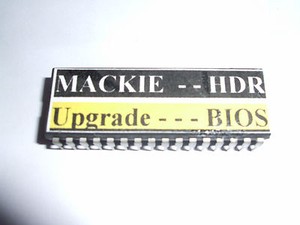 MACKIE -- HDR
Upgrade --- BIOS